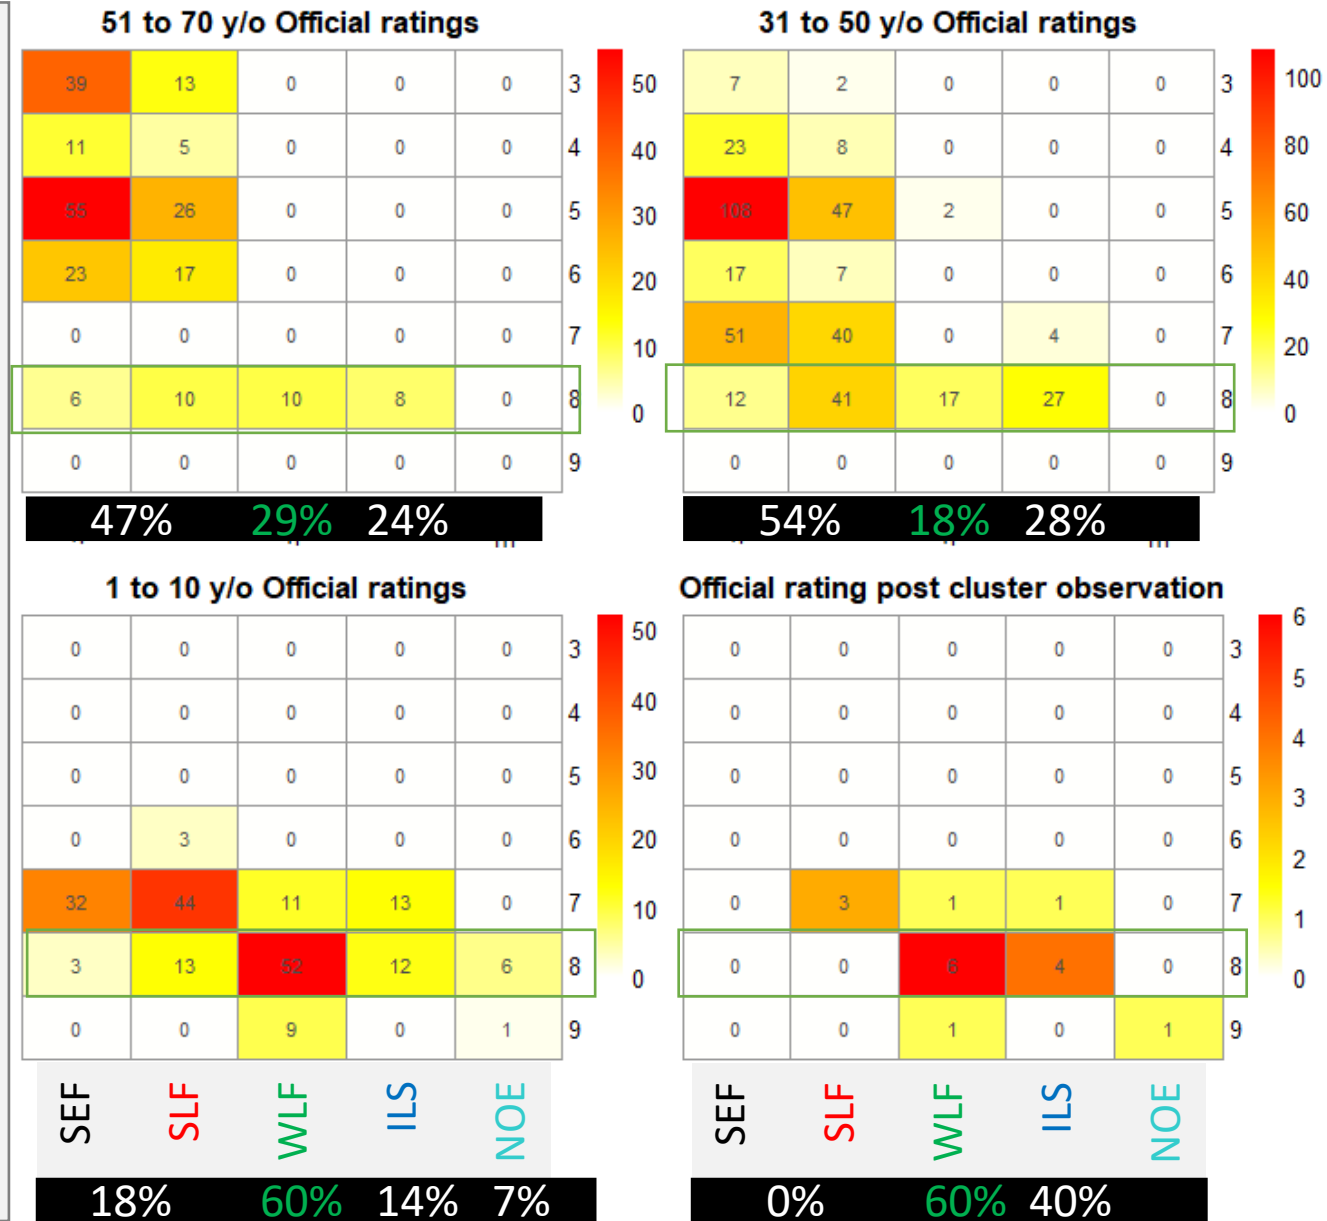 51 to 70 y/o Official ratings
39 13 0 0 0 3
11 5 0 0 0 4
55 26 0 0 0 5
23 17 0 0 0 6
0 0 0 0 0 7
6 10 10 8 0 8
0 0 0 0 0 9
50
40
30
20
10
0
47% 29% 24%
31 to 50 y/o Official ratings
7 2 0 0 0 3
23 8 0 0 0 4
108 47 2 0 0 5
17 7 0 0 0 6
51 40 0 4 0 7
12 41 17 27 0 8
0 0 0 0 0 9
100
80
60
40
20
0
54% 18% 28%
1 to 10 y/o Official ratings
0 0 0 0 0 3
0 0 0 0 0 4
0 0 0 0 0 5
0 3 0 0 0 6
32 44 11 13 0 7
3 13 52 12 6 8
0 0 9 0 1 9
50
40
30
20
10
0
SEF SLF WLF ILS NOE
18% 60% 14% 7%
Official rating post cluster observation
0 0 0 0 0 3
0 0 0 0 0 4
0 0 0 0 0 5
0 0 0 0 0 6
0 3 1 1 0 7
0 0 6 4 0 8
0 0 1 0 1 9
6
5
4
3
2
1
0
SEF SLF WLF ILS NOE
0% 60% 40%